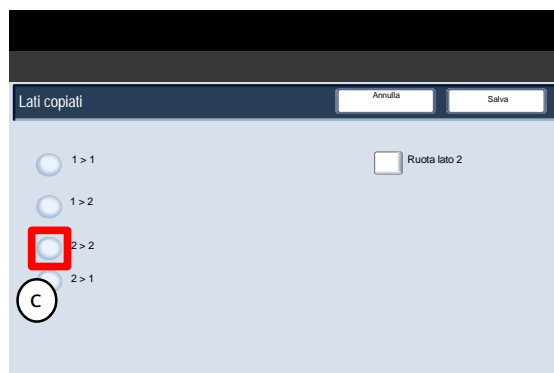 Lati copiati
Annulla
Salva
1 > 1
Ruota lato 2
1 > 2
2 > 2
2 > 1
C